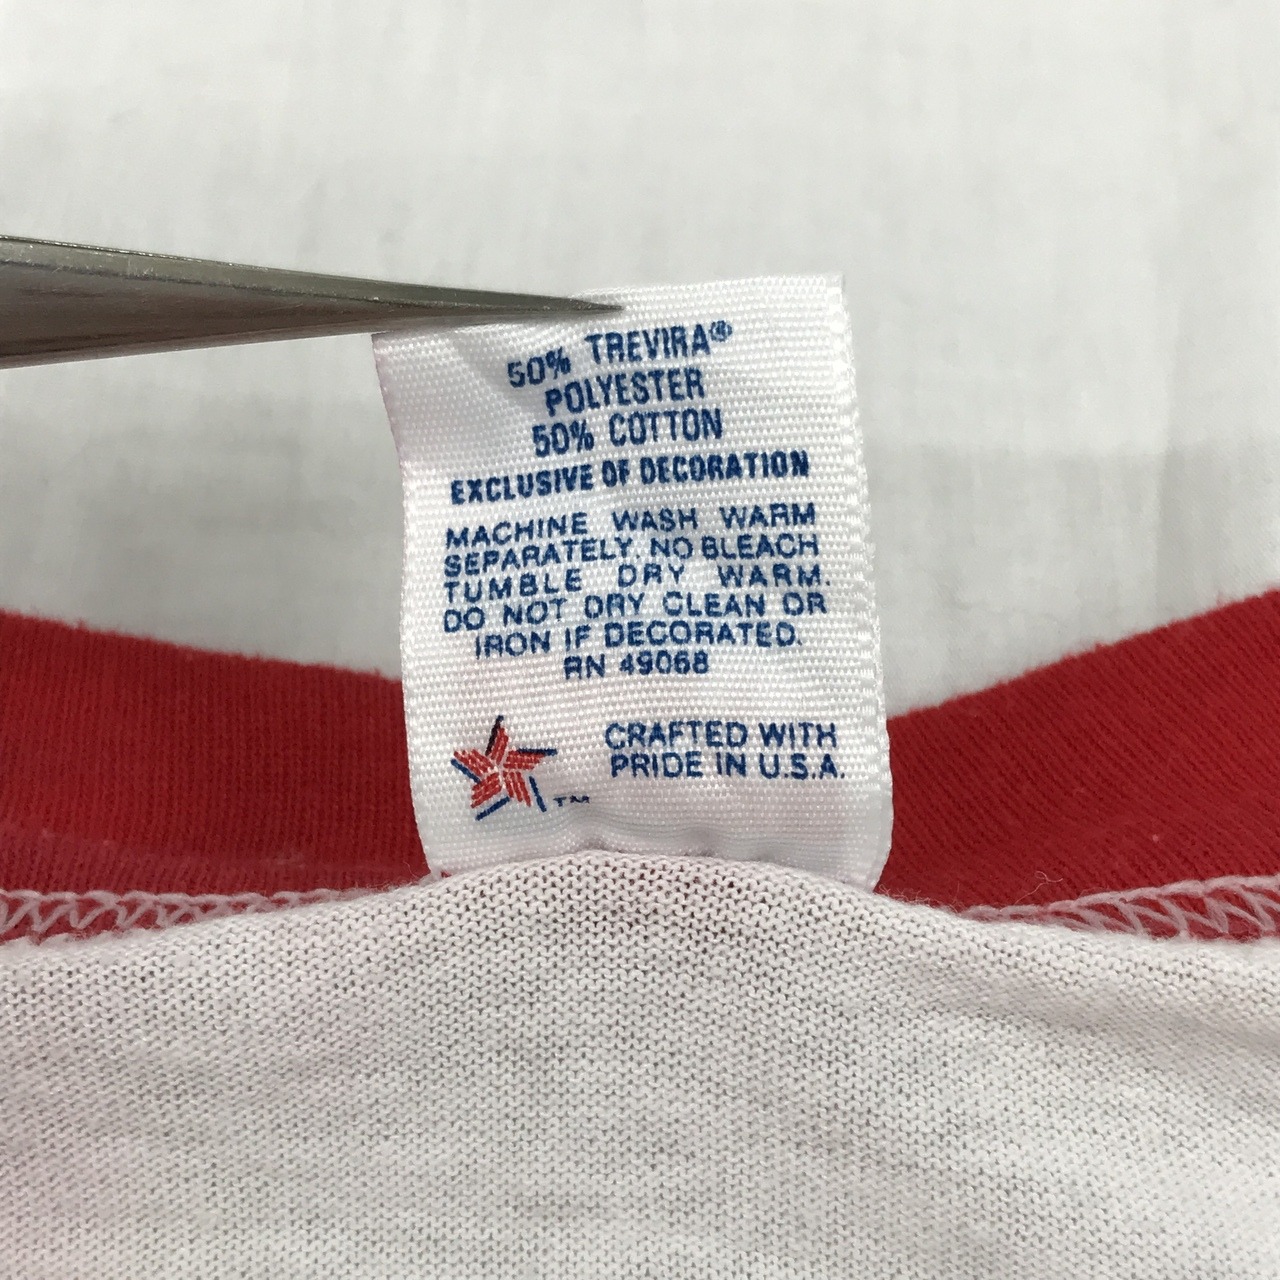 50% TREVIRA®
POLYESTER
50% COTTON
EXCLUSIVE OF DECORATION
MACHINE WASH WARM
SEPARATELY, NO BLEACH
TUMBLE DRY WARM.
DO NOT DRY CLEAN OR
IRON IF DECORATED.
RN 49068
CRAFTED WITH
PRIDE IN U.S.A.
TM